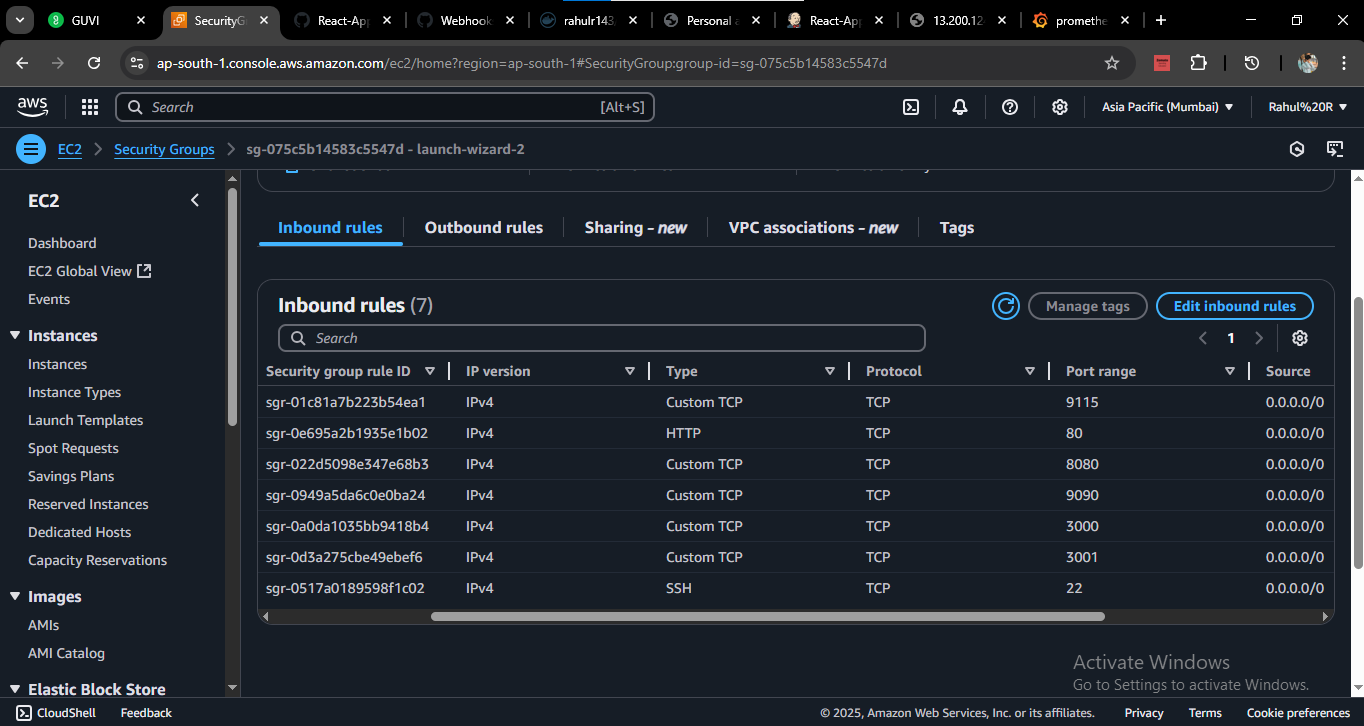 GUVI
SecurityG
React-Ap
Webhook
rahulr143
Personal a
React-App
13.200.12
promethe
ap-south-1.console.aws.amazon.com/ec2/home?region=ap-south-1#SecurityGroup:group-id=sg-075c5b14583c5547d
aws
Search
[Alt+S]
Asia Pacific (Mumbai)
Rahul%20R
EC2
Security Groups
sg-075c5b14583c5547d - launch-wizard-2
EC2
Dashboard
EC2 Global View
Events
Instances
Instances
Instance Types
Launch Templates
Spot Requests
Savings Plans
Reserved Instances
Dedicated Hosts
Capacity Reservations
Images
AMIs
AMI Catalog
Elastic Block Store
Inbound rules
Outbound rules
Sharing - new
VPC associations - new
Tags
Inbound rules (7)
Manage tags
Edit inbound rules
Search
1
Security group rule ID IP version Type Protocol Port range Source
sgr-01c81a7b223b54ea1 IPv4 Custom TCP TCP 9115 0.0.0.0/0
sgr-0e695a2b1935e1b02 IPv4 HTTP TCP 80 0.0.0.0/0
sgr-022d5098e347e68b3 IPv4 Custom TCP TCP 8080 0.0.0.0/0
sgr-0949a5da6c0e0ba24 IPv4 Custom TCP TCP 9090 0.0.0.0/0
sgr-0a0da1035bb9418b4 IPv4 Custom TCP TCP 3000 0.0.0.0/0
sgr-0d3a275cbe49ebef6 IPv4 Custom TCP TCP 3001 0.0.0.0/0
sgr-0517a0189598f1c02 IPv4 SSH TCP 22 0.0.0.0/0
Activate Windows
Go to Settings to activate Windows.
CloudShell
Feedback
© 2025, Amazon Web Services, Inc. or its affiliates.
Privacy
Terms
Cookie preferences